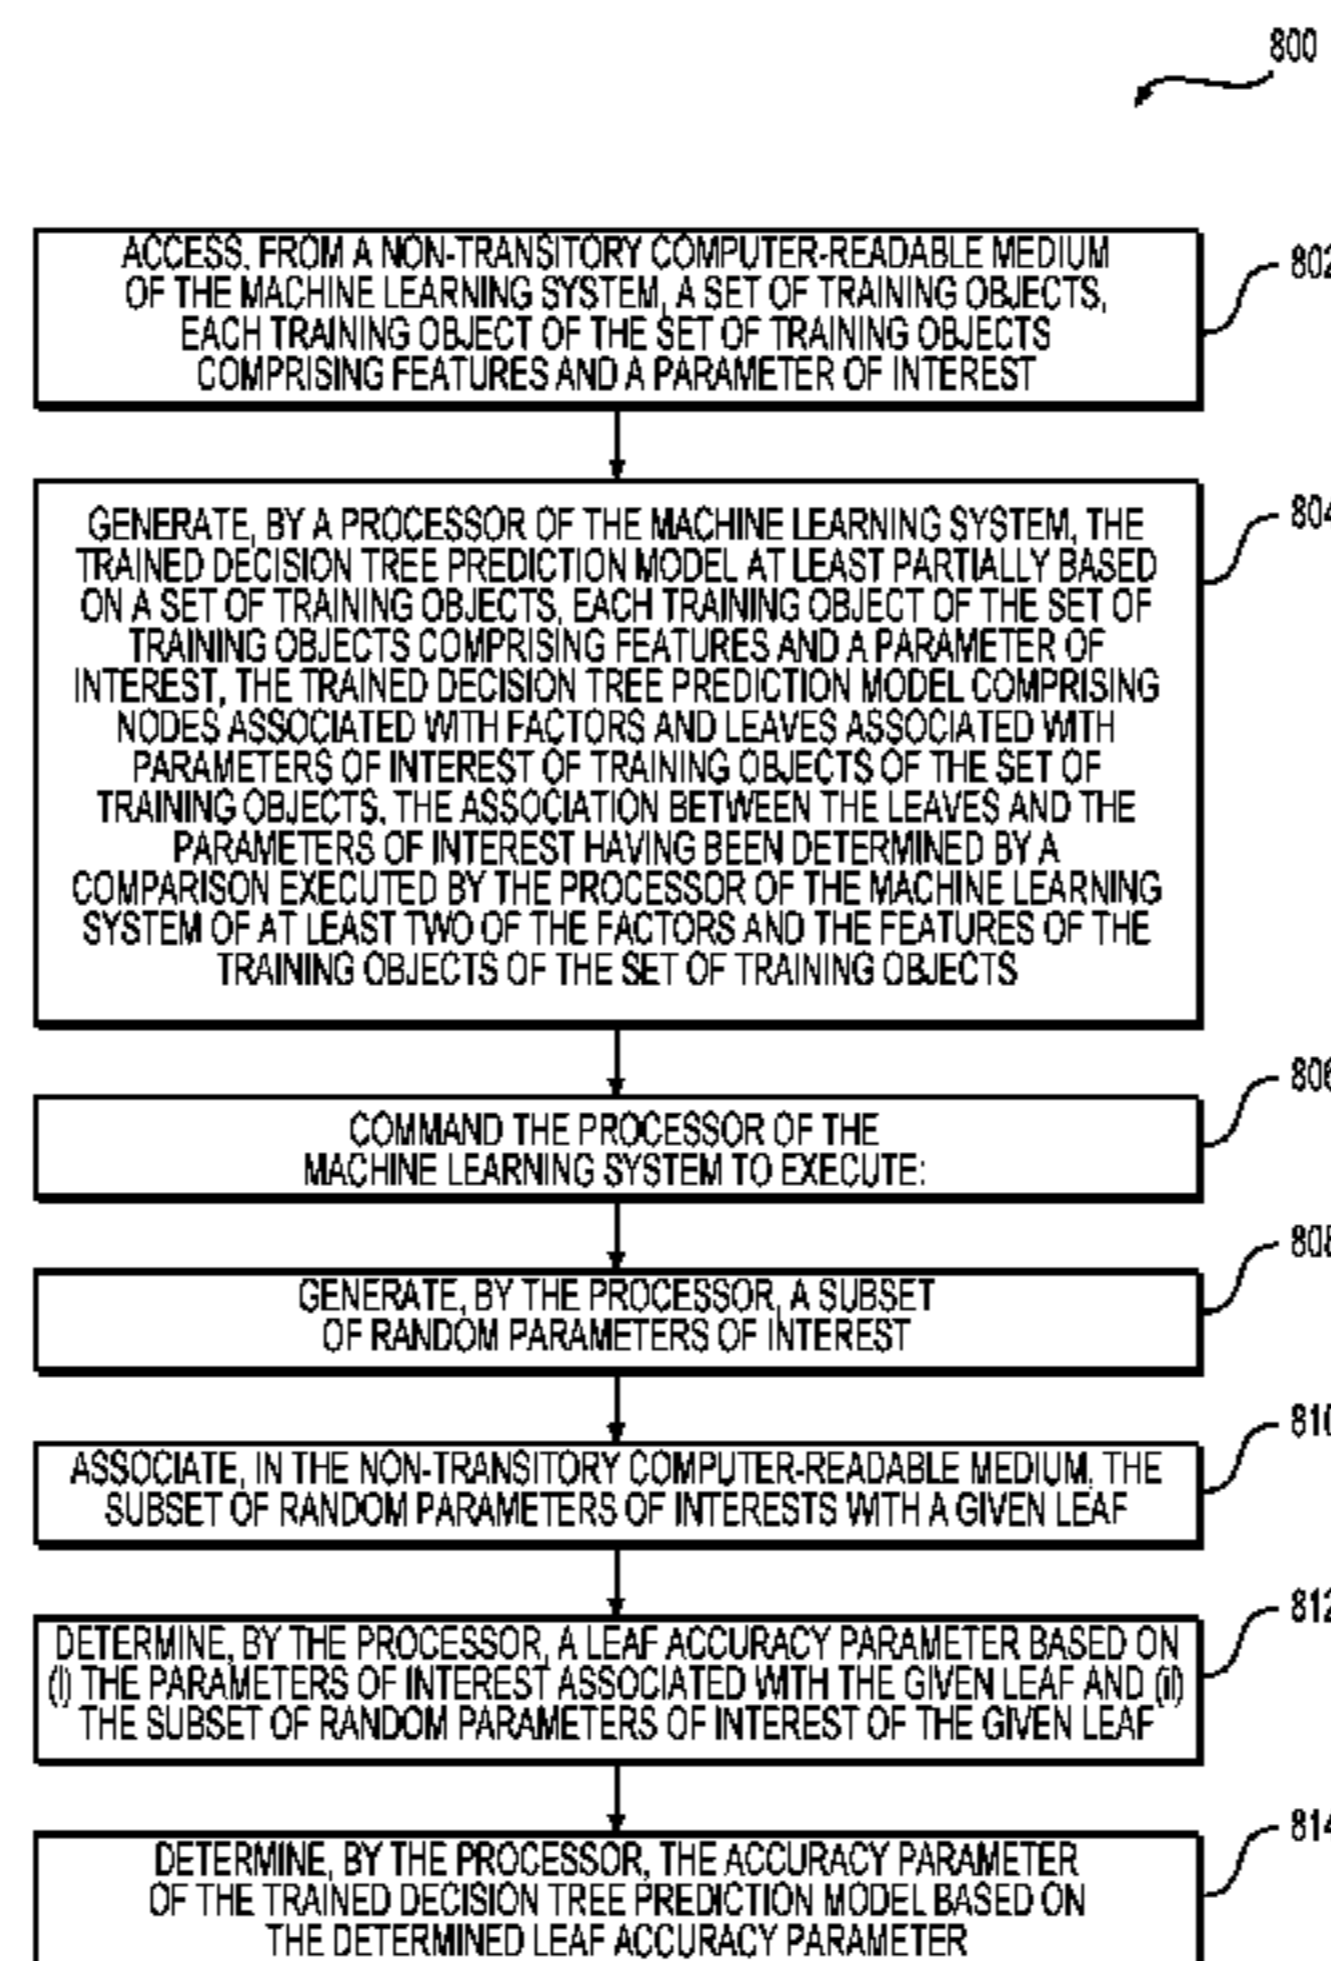 800
ACCESS, FROM A NON-TRANSITORY COMPUTER-READABLE MEDIUM
OF THE MACHINE LEARNING SYSTEM, A SET OF TRAINING OBJECTS,
EACH TRAINING OBJECT OF THE SET OF TRAINING OBJECTS
COMPRISING FEATURES AND A PARAMETER OF INTEREST
802
GENERATE, BY A PROCESSOR OF THE MACHINE LEARNING SYSTEM, THE
TRAINED DECISION TREE PREDICTION MODEL AT LEAST PARTIALLY BASED
ON A SET OF TRAINING OBJECTS, EACH TRAINING OBJECT OF THE SET OF
TRAINING OBJECTS COMPRISING FEATURES AND A PARAMETER OF
INTEREST, THE TRAINED DECISION TREE PREDICTION MODEL COMPRISING
NODES ASSOCIATED WITH FACTORS AND LEAVES ASSOCIATED WITH
PARAMETERS OF INTEREST OF TRAINING OBJECTS OF THE SET OF
TRAINING OBJECTS, THE ASSOCIATION BETWEEN THE LEAVES AND THE
PARAMETERS OF INTEREST HAVING BEEN DETERMINED BY A
COMPARISON EXECUTED BY THE PROCESSOR OF THE MACHINE LEARNING
SYSTEM OF AT LEAST TWO OF THE FACTORS AND THE FEATURES OF THE
TRAINING OBJECTS OF THE SET OF TRAINING OBJECTS
804
COMMAND THE PROCESSOR OF THE
MACHINE LEARNING SYSTEM TO EXECUTE:
806
GENERATE, BY THE PROCESSOR, A SUBSET
OF RANDOM PARAMETERS OF INTEREST
808
ASSOCIATE, IN THE NON-TRANSITORY COMPUTER-READABLE MEDIUM, THE
SUBSET OF RANDOM PARAMETERS OF INTERESTS WITH A GIVEN LEAF
810
DETERMINE, BY THE PROCESSOR, A LEAF ACCURACY PARAMETER BASED ON
(i) THE PARAMETERS OF INTEREST ASSOCIATED WITH THE GIVEN LEAF AND (ii)
THE SUBSET OF RANDOM PARAMETERS OF INTEREST OF THE GIVEN LEAF
812
DETERMINE, BY THE PROCESSOR, THE ACCURACY PARAMETER
OF THE TRAINED DECISION TREE PREDICTION MODEL BASED ON
THE DETERMINED LEAF ACCURACY PARAMETER
814